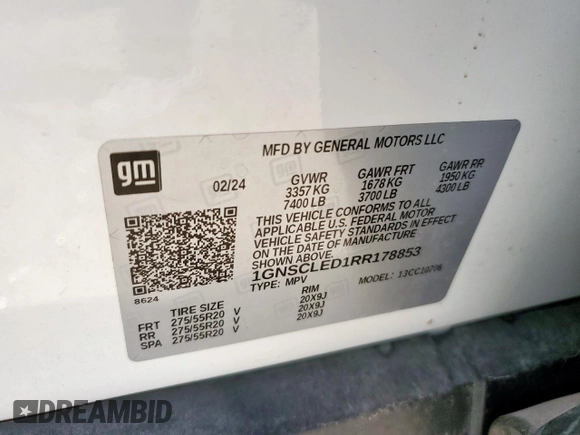 gm
MFD BY GENERAL MOTORS LLC
02/24 GVWR GAWR FRT GAWR RR
3357 KG 1678 KG 1950 KG
7400 LB 3700 LB 4300 LB
THIS VEHICLE CONFORMS TO ALL
APPLICABLE U.S. FEDERAL MOTOR
VEHICLE SAFETY STANDARDS IN EFFECT
ON THE DATE OF MANUFACTURE
SHOWN ABOVE.
1GNSCLED1RR178853
8624 TYPE: MPV MODEL: 13CC10706
TIRE SIZE RIM
FRT 275/55R20 V 20X9J
RR 275/55R20 V 20X9J
SPA 275/55R20 V 20X9J
DREAMBID